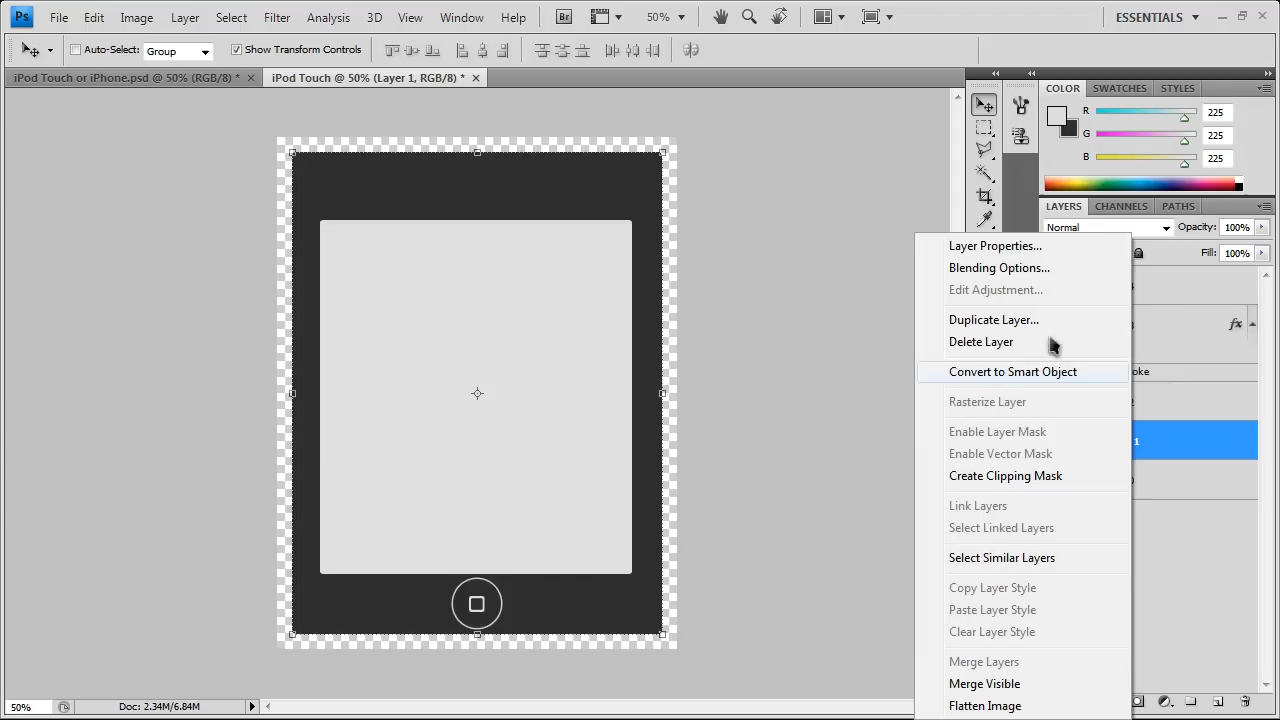 Ps File Edit Image Layer Select Filter Analysis 3D View Window Help Br 50% ESSENTIALS
Auto-Select: Group Show Transform Controls
iPod Touch or iPhone.psd @ 50% (RGB/8) * × iPod Touch @ 50% (Layer 1, RGB/8) * ×
COLOR SWATCHES STYLES
R 225
G 225
B 225
LAYERS CHANNELS PATHS
Normal Opacity: 100%
Fill: 100%
Layer Properties...
Blending Options...
Edit Adjustment...
Duplicate Layer...
fx
Delete Layer
Convert to Smart Object
Rasterize Layer
Enable Layer Mask
1
Enable Vector Mask
Create Clipping Mask
Link Layers
Select Linked Layers
Select Similar Layers
Copy Layer Style
Paste Layer Style
Clear Layer Style
Merge Layers
Merge Visible
Flatten Image
50% Doc: 2.34M/6.84M